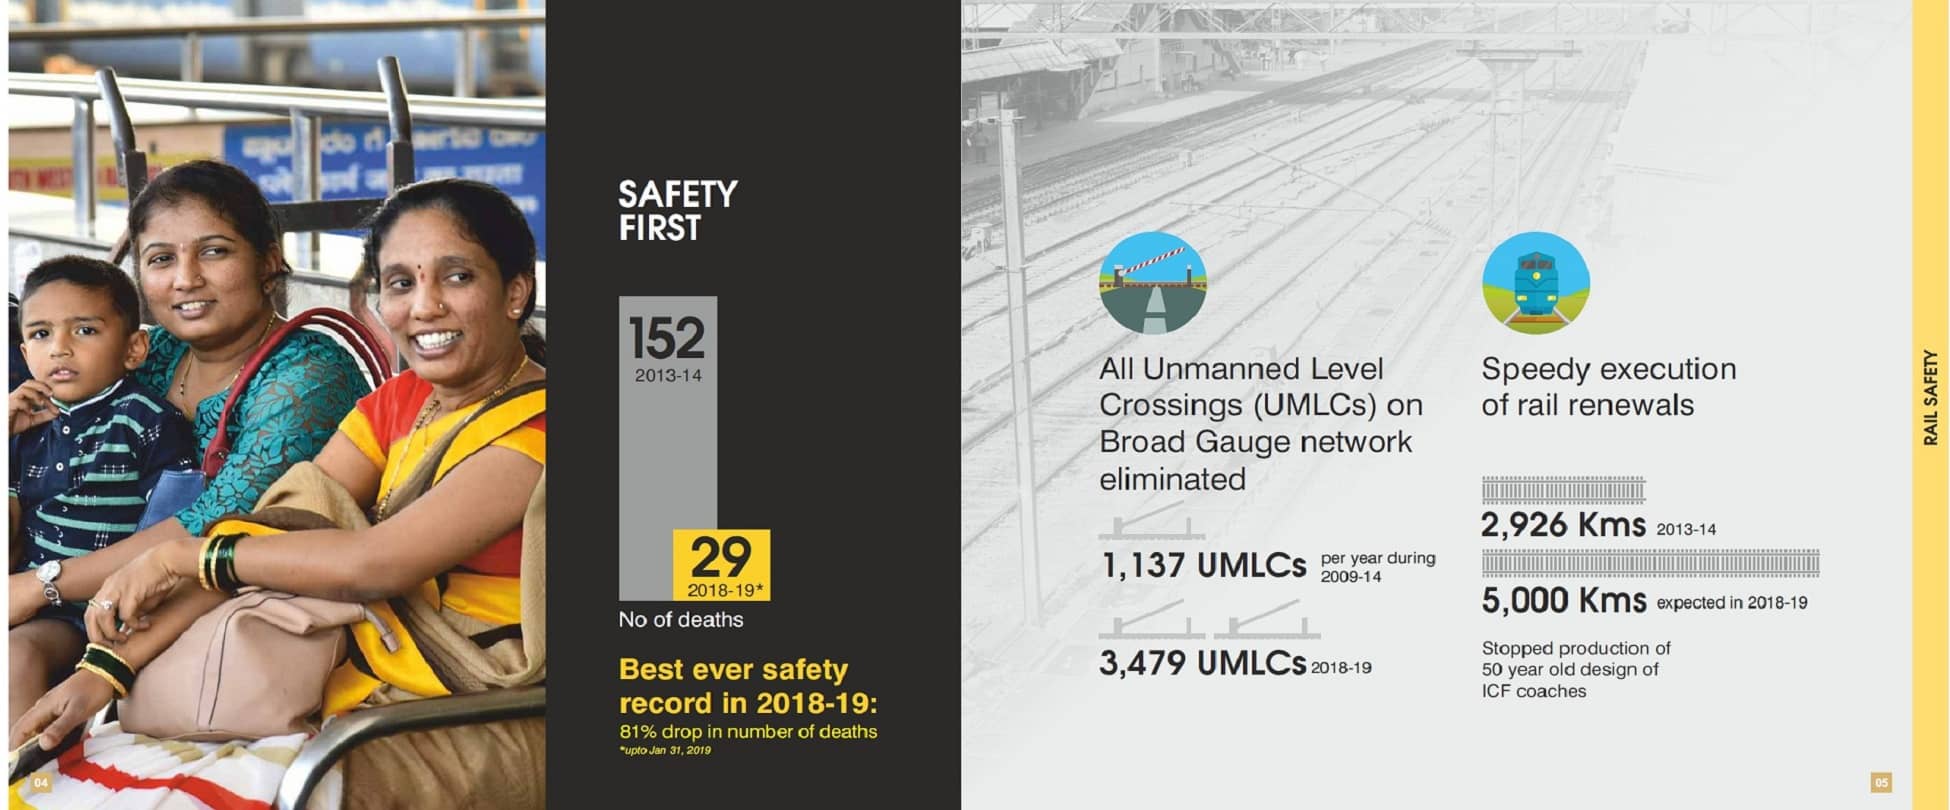 SAFETY
FIRST
152
2013-14
29
2018-19*
No of deaths
Best ever safety
record in 2018-19:
81% drop in number of deaths
*upto Jan 31, 2019
04
All Unmanned Level
Crossings (UMLCs) on
Broad Gauge network
eliminated
1,137 UMLCs per year during
2009-14
3,479 UMLCs 2018-19
Speedy execution
of rail renewals
2,926 Kms 2013-14
5,000 Kms expected in 2018-19
Stopped production of
50 year old design of
ICF coaches
RAIL SAFETY
05